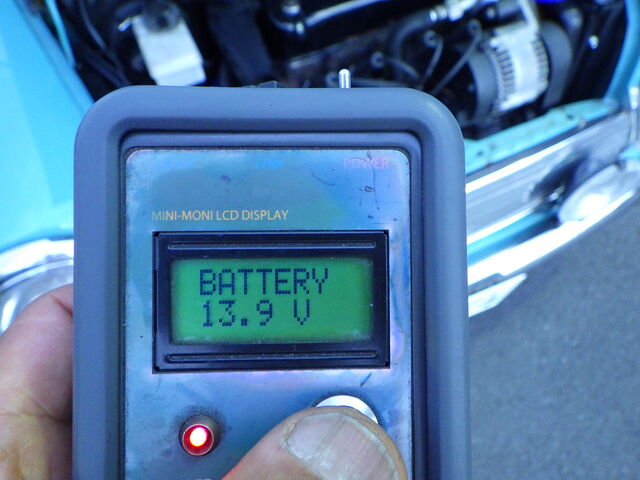 POWER
MINI-MONI LCD DISPLAY
BATTERY
13.9 V